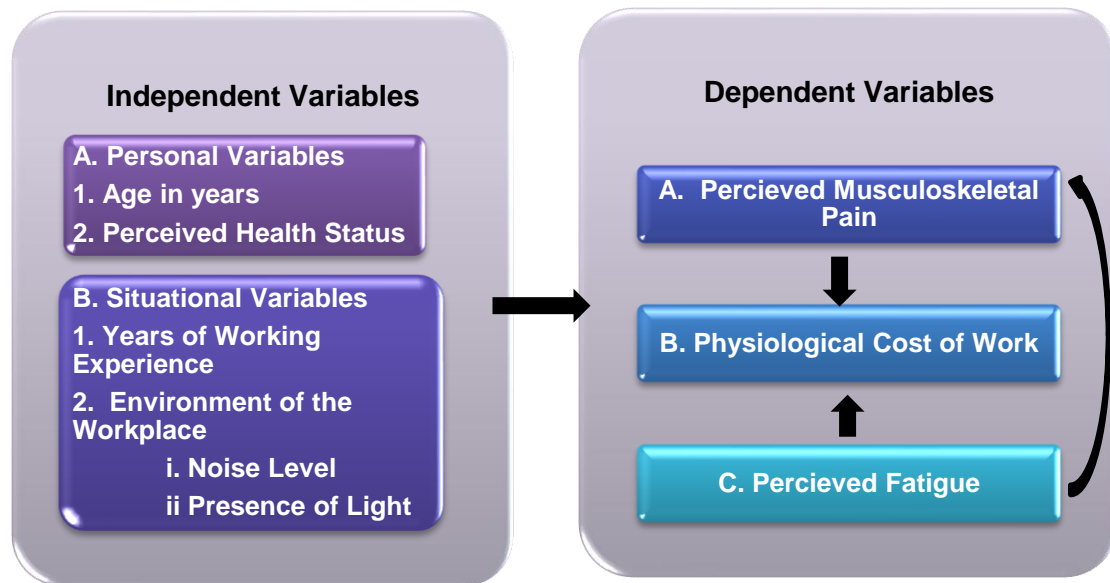 Independent Variables
A. Personal Variables
1. Age in years
2. Perceived Health Status
B. Situational Variables
1. Years of Working
Experience
2. Environment of the
Workplace
i. Noise Level
ii Presence of Light
Dependent Variables
A. Percieved Musculoskeletal
Pain
B. Physiological Cost of Work
C. Percieved Fatigue